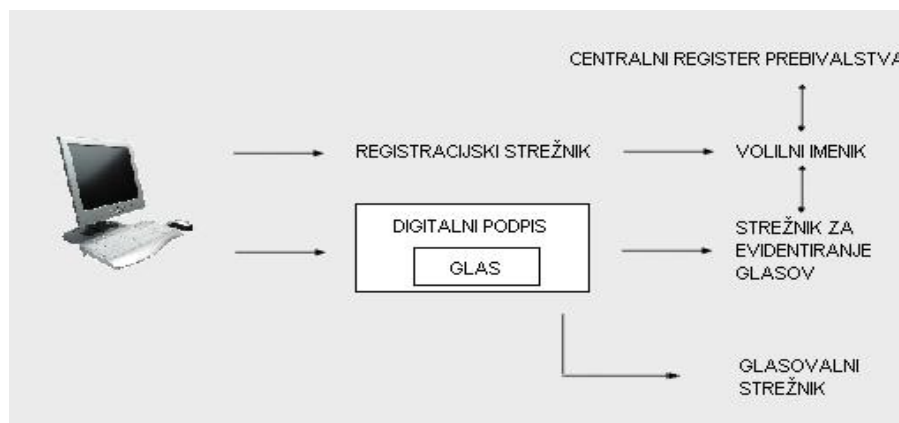 CENTRALNI REGISTER PREBIVALSTVA
REGISTRACIJSKI STREŽNIK
VOLILNI IMENIK
DIGITALNI PODPIS
GLAS
STREŽNIK ZA
EVIDENTIRANJE
GLASOV
GLASOVALNI
STREŽNIK